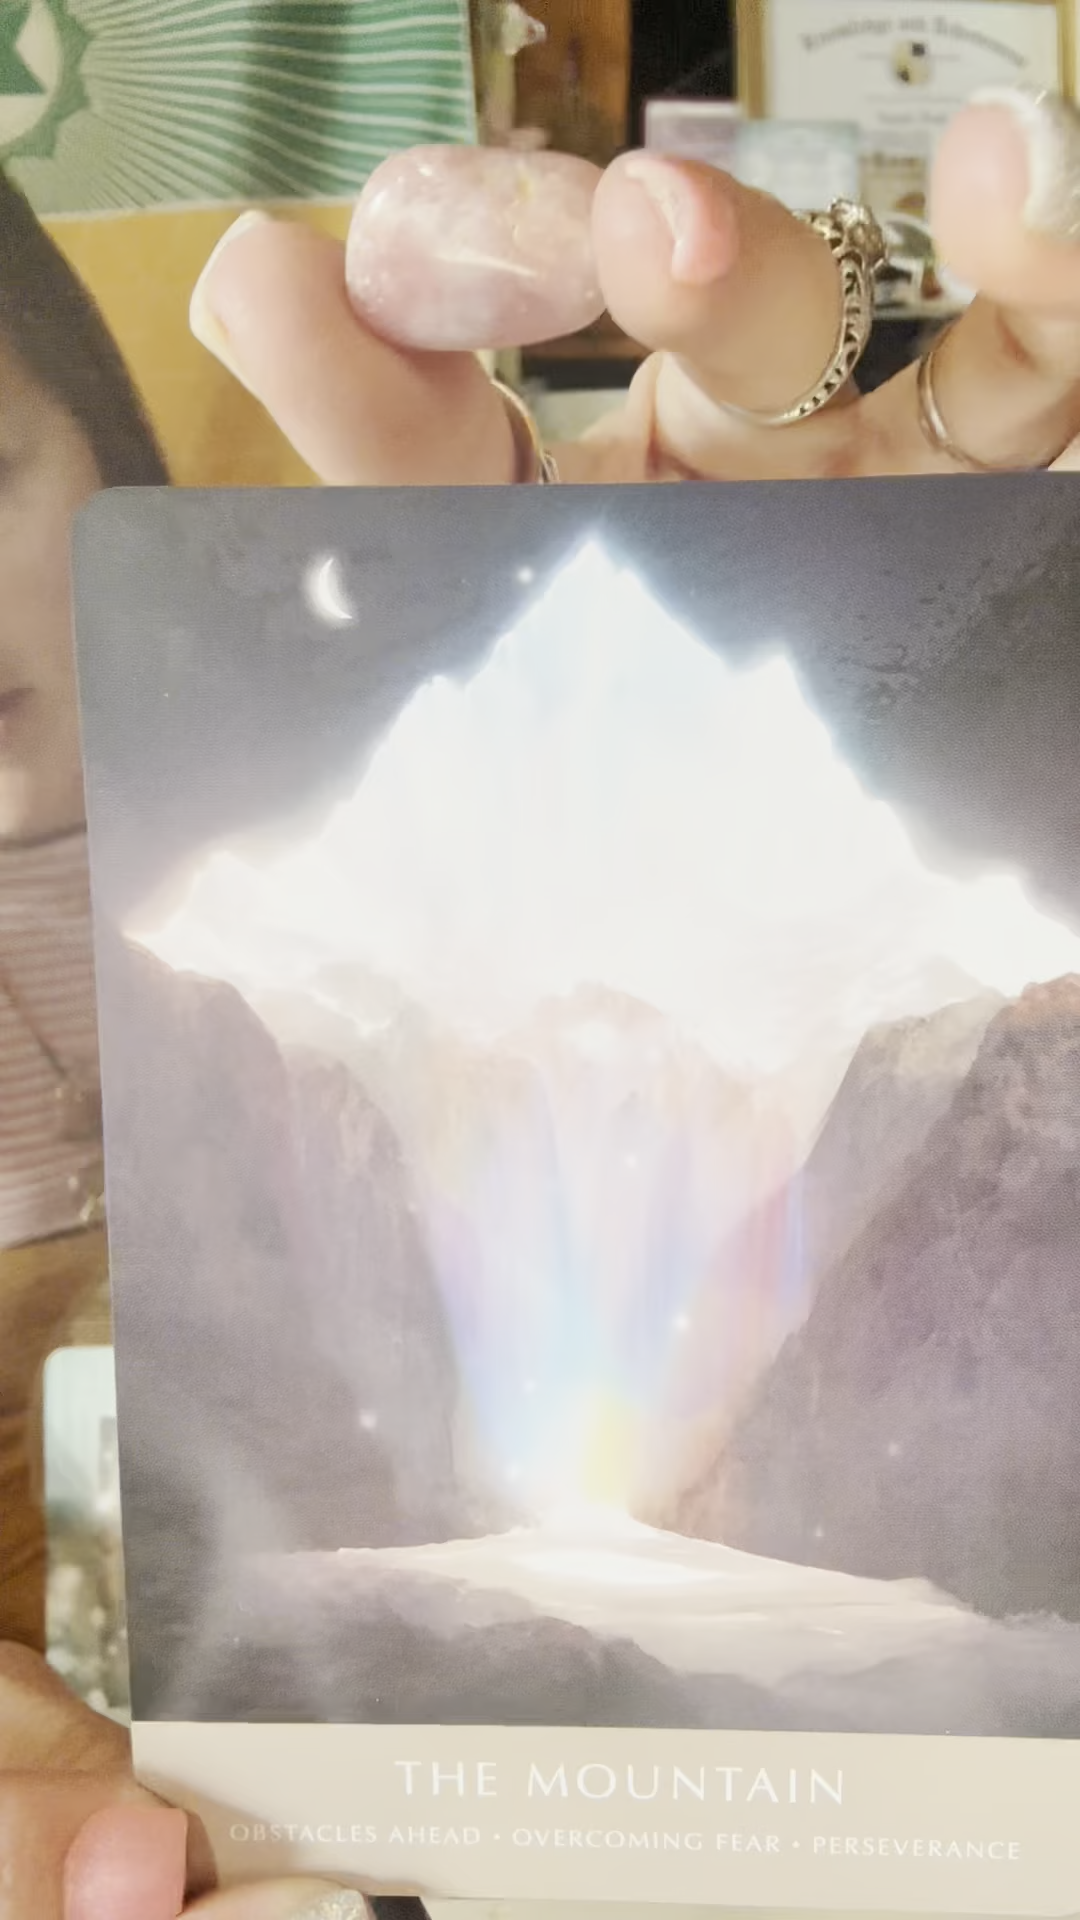 THE MOUNTAIN
OBSTACLES AHEAD • OVERCOMING FEAR • PERSEVERANCE